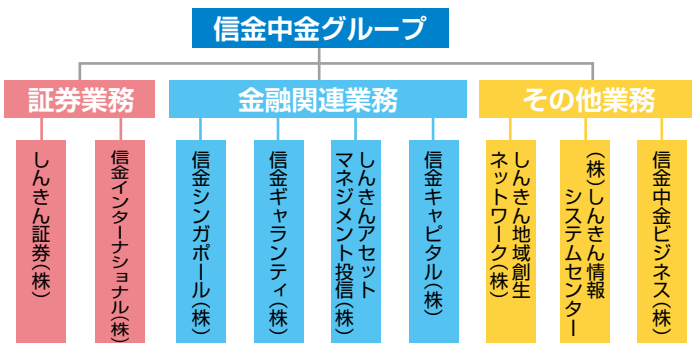 信金中金グループ
証券業務
金融関連業務
その他業務
しんきん証券(株)
信金インターナショナル(株)
信金シンガポール(株)
信金ギャランティ(株)
しんきんアセット
マネジメント投信(株)
信金キャピタル(株)
しんきん地域創生
ネットワーク(株)
(株)しんきん情報
システムセンター
信金中金ビジネス(株)